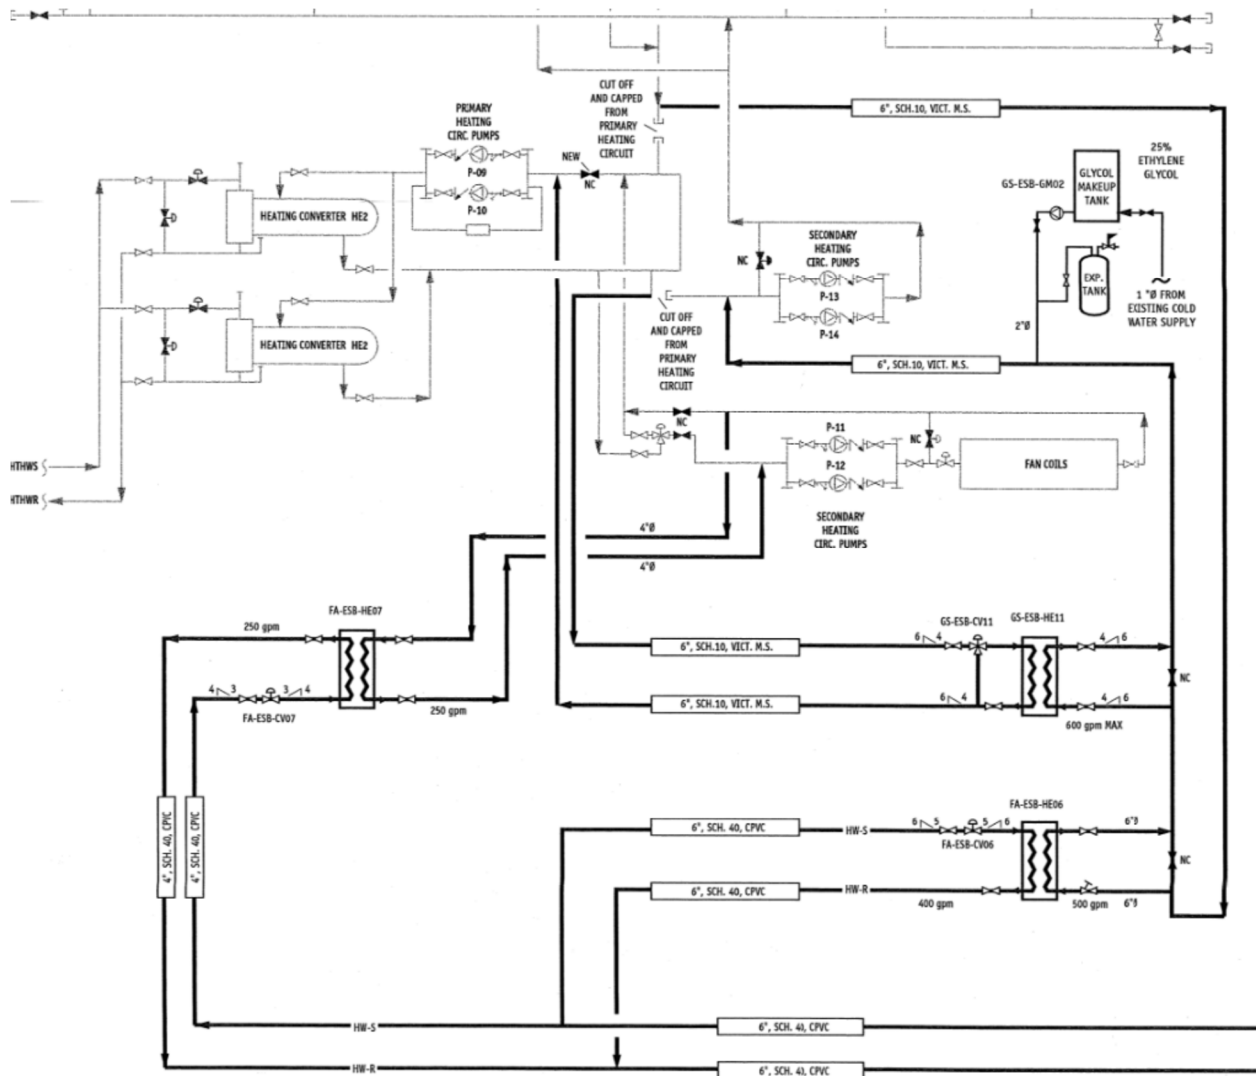 CUT OFF
AND CAPPED
FROM
PRIMARY
HEATING
CIRCUIT
6", SCH.10, VICT. M.S.
PRIMARY
HEATING
CIRC. PUMPS
NEW
NC
P-09
P-10
25%
ETHYLENE
GLYCOL
GS-ESB-GM02
GLYCOL
MAKEUP
TANK
HEATING CONVERTER HE2
SECONDARY
HEATING
CIRC. PUMPS
NC
P-13
P-14
EXP.
TANK
1 "Ø FROM
EXISTING COLD
WATER SUPPLY
2"Ø
CUT OFF
AND CAPPED
FROM
PRIMARY
HEATING
CIRCUIT
HEATING CONVERTER HE2
6", SCH.10, VICT. M.S.
NC
P-11
P-12
NC
FAN COILS
HTHWS
HTHWR
SECONDARY
HEATING
CIRC. PUMPS
4"Ø
4"Ø
FA-ESB-HE07
250 gpm
GS-ESB-CV11
GS-ESB-HE11
6", SCH.10, VICT. M.S.
6 4
4 6
4 3
3 4
FA-ESB-CV07
250 gpm
NC
6", SCH.10, VICT. M.S.
6 4
4 6
600 gpm MAX
FA-ESB-HE06
4", SCH. 40, CPVC
4", SCH. 40, CPVC
6", SCH. 40, CPVC
HW-S
6 5
5 6
6"Ø
FA-ESB-CV06
NC
6", SCH. 40, CPVC
HW-R
400 gpm
500 gpm
6"Ø
HW-S
6", SCH. 40, CPVC
HW-R
6", SCH. 40, CPVC